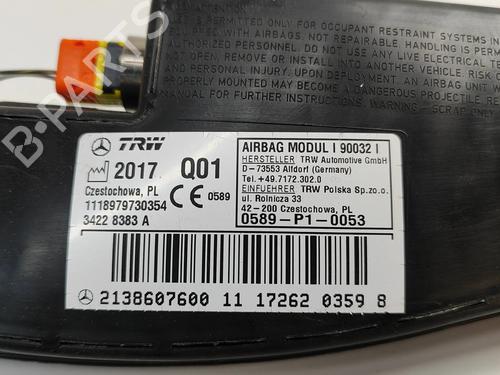 IS PERMITTED ONLY FOR OCCUPANT RESTRAINT SYSTEMS IN
WITH AIRBAGS. NOT REPAIRABLE. HANDLING IS PERM
AUTHORIZED PERSONNEL. DO NOT USE ANY LIVE ELECTRICAL TE
OR REMOVE OR INSTALL INTO ANOTHER VEHICLE. RISK O
PERSONAL INJURY. UPON DEPLOYMENT, AN AIRBAG UNIT
PROPERLY MOUNTED MAY BECOME A DANGEROUS PROJECTILE. RE
MANUAL FOR FURTHER INSTRUCTIONS. WARNING - SCRAP ONLY
TRW
2017 Q01
Czestochowa, PL
0589
1118979730354
3422 8383 A
AIRBAG MODUL I 90032 I
HERSTELLER TRW Automotive GmbH
D-73553 Alfdorf (Germany)
Tel.+49.7172.302.0
EINFUEHRER TRW Polska Sp.zo.o.
ul. Rolnicza 33
42-200 Czestochowa, PL
0589-P1-0053
2138607600 11 17262 0359 8
B-PARTS